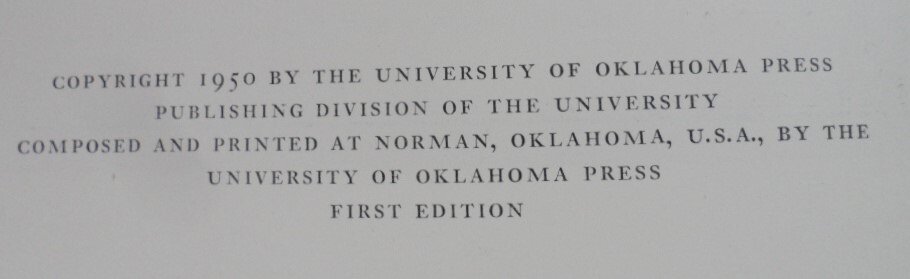 COPYRIGHT 1950 BY THE UNIVERSITY OF OKLAHOMA PRESS
PUBLISHING DIVISION OF THE UNIVERSITY
COMPOSED AND PRINTED AT NORMAN, OKLAHOMA, U.S.A., BY THE
UNIVERSITY OF OKLAHOMA PRESS
FIRST EDITION